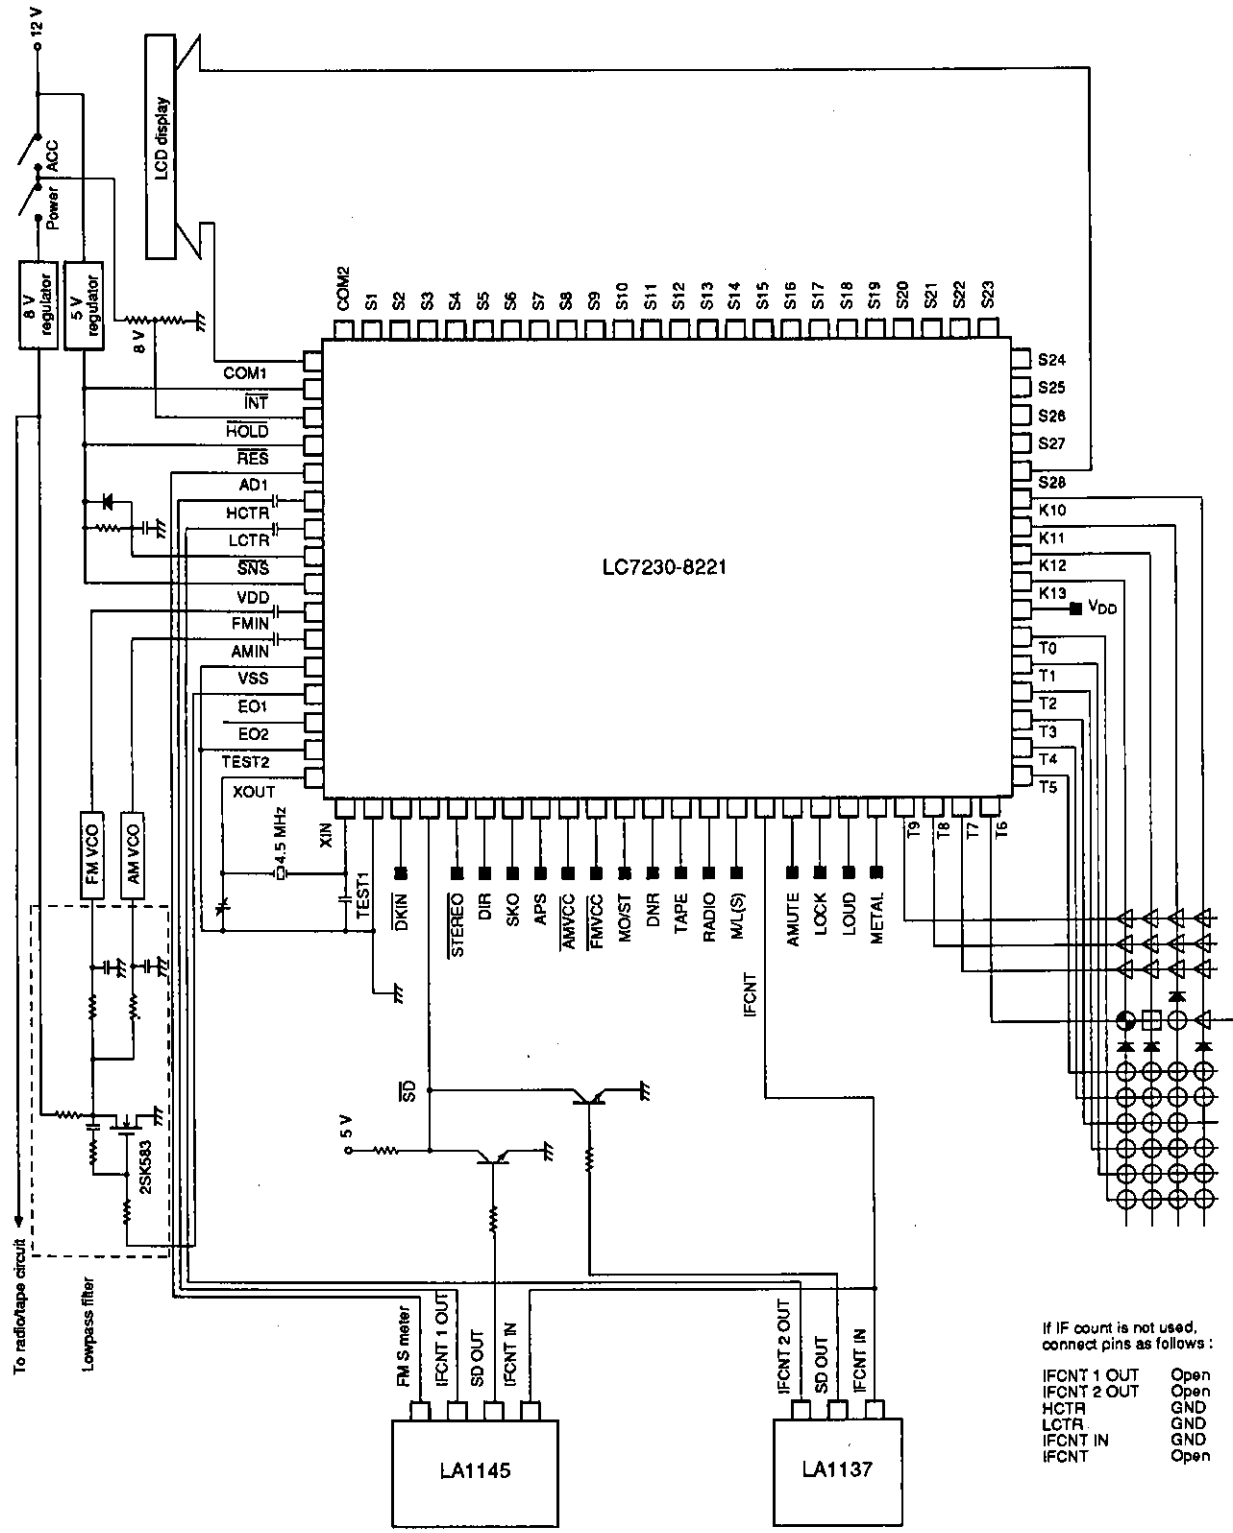 12 V
ACC
Power
8 V
regulator
5 V
regulator
8 V
LCD display
To radio/tape circuit
Lowpass filter
2SK583
FM VCO
AM VCO
COM2
S1
S2
S3
S4
S5
S6
S7
S8
S9
S10
S11
S12
S13
S14
S15
S16
S17
S18
S19
S20
S21
S22
S23
COM1
INT
HOLD
RES
AD1
HCTR
LCTR
SNS
VDD
FMIN
AMIN
VSS
EO1
EO2
TEST2
XOUT
LC7230-8221
S24
S25
S26
S27
S28
K10
K11
K12
K13
VDD
T0
T1
T2
T3
T4
T5
XIN
4.5 MHz
TEST1
DKIN
STEREO
DIR
SKO
APS
AMVCC
FMVCC
MO/ST
DNR
TAPE
RADIO
M/L(S)
IFCNT
AMUTE
LOCK
LOUD
METAL
T9
T8
T7
T6
SD
5 V
FM S meter
IFCNT 1 OUT
SD OUT
IFCNT IN
LA1145
IFCNT 2 OUT
SD OUT
IFCNT IN
LA1137
If IF count is not used,
connect pins as follows :
IFCNT 1 OUT Open
IFCNT 2 OUT Open
HCTR GND
LCTR GND
IFCNT IN GND
IFCNT Open